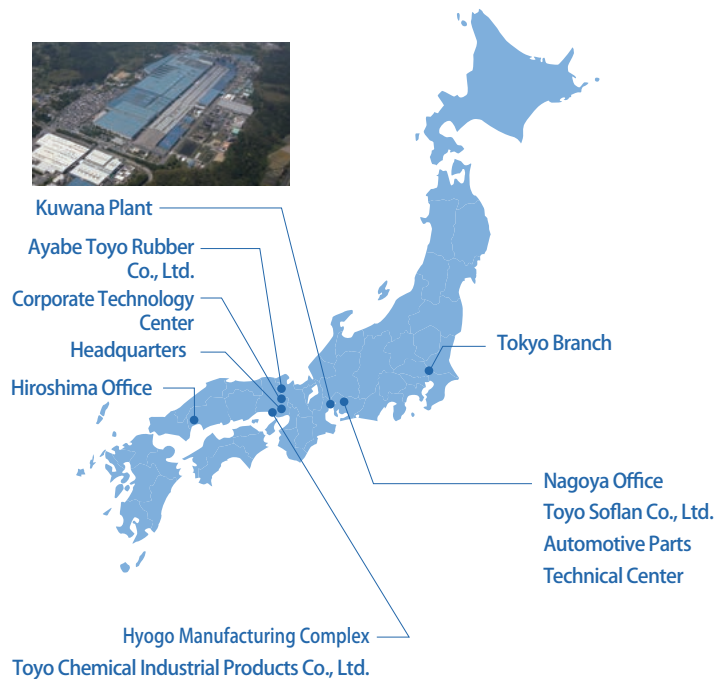 Kuwana Plant
Ayabe Toyo Rubber
Co., Ltd.
Corporate Technology
Center
Headquarters
Hiroshima Office
Tokyo Branch
Nagoya Office
Toyo Soflan Co., Ltd.
Automotive Parts
Technical Center
Hyogo Manufacturing Complex
Toyo Chemical Industrial Products Co., Ltd.